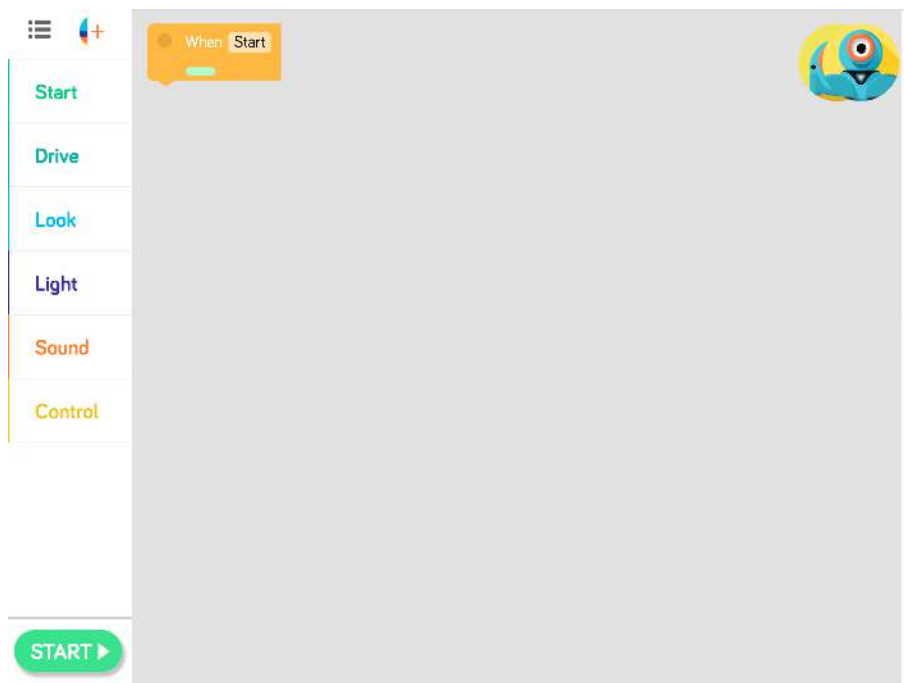 When Start
Start
Drive
Look
Light
Sound
Control
START